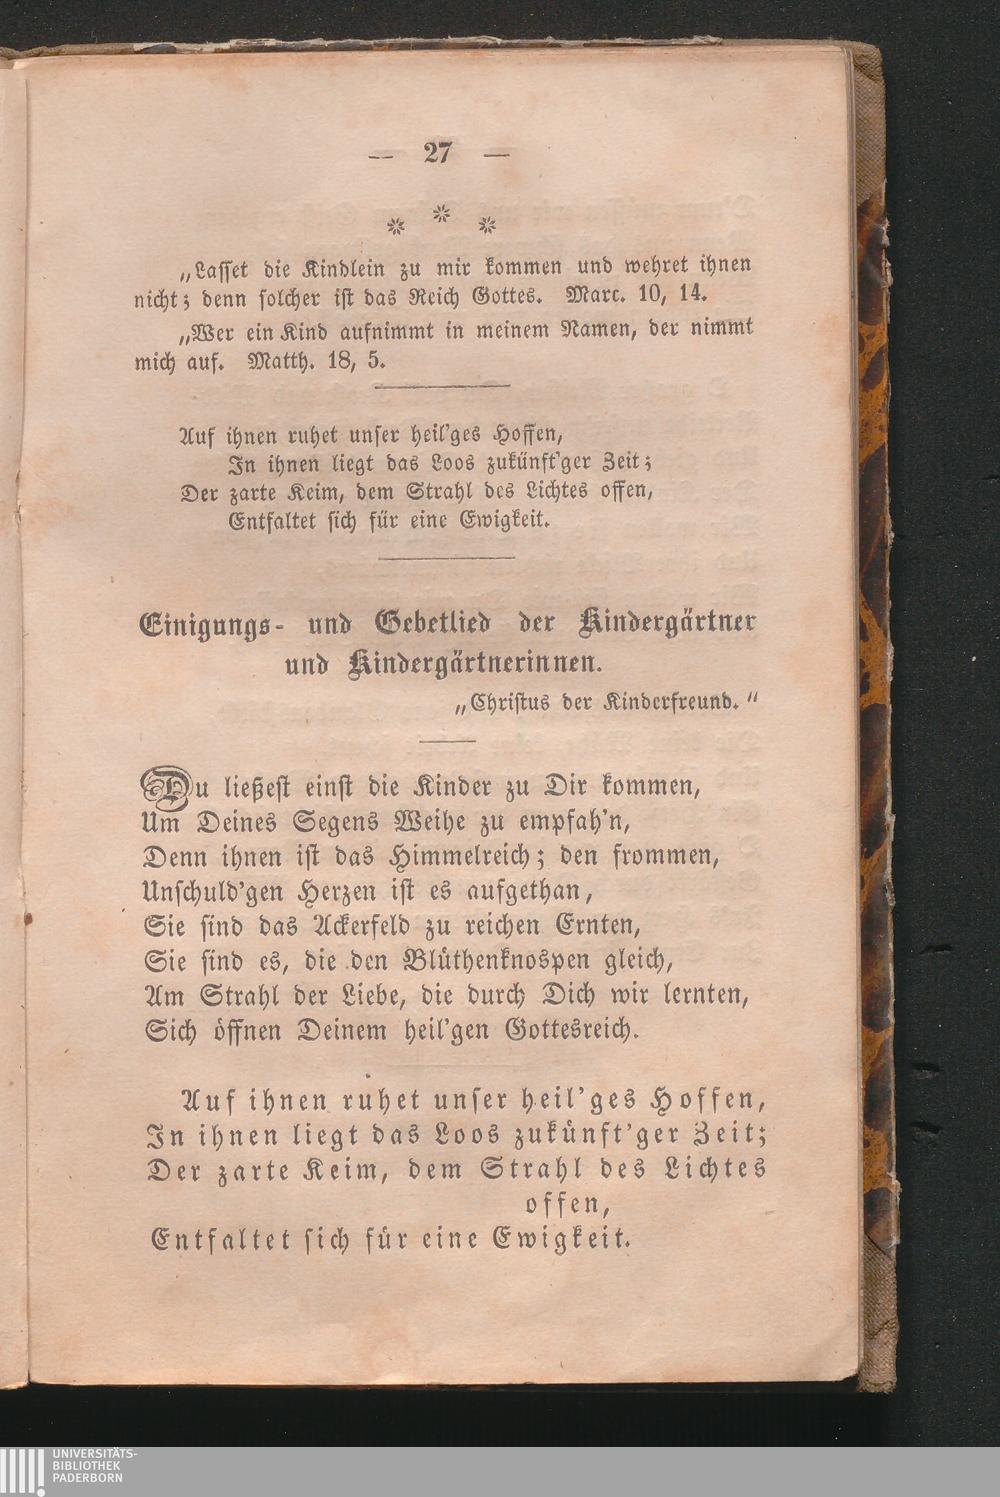 — 27 —
* * *
„Lasset die Kindlein zu mir kommen und wehret ihnen
nicht; denn solcher ist das Reich Gottes. Marc. 10, 14.
„Wer ein Kind aufnimmt in meinem Namen, der nimmt
mich auf. Matth. 18, 5.
Auf ihnen ruhet unser heil'ges Hoffen,
In ihnen liegt das Loos zukünft'ger Zeit;
Der zarte Keim, dem Strahl des Lichtes offen,
Entfaltet sich für eine Ewigkeit.
Einigungs- und Gebetlied der Kindergärtner
und Kindergärtnerinnen.
„Christus der Kinderfreund."
Du ließest einst die Kinder zu Dir kommen,
Um Deines Segens Weihe zu empfah'n,
Denn ihnen ist das Himmelreich; den frommen,
Unschuld'gen Herzen ist es aufgethan,
Sie sind das Ackerfeld zu reichen Ernten,
Sie sind es, die den Blüthenknospen gleich,
Am Strahl der Liebe, die durch Dich wir lernten,
Sich öffnen Deinem heil'gen Gottesreich.
Auf ihnen ruhet unser heil'ges Hoffen,
In ihnen liegt das Loos zukünft'ger Zeit;
Der zarte Keim, dem Strahl des Lichtes
offen,
Entfaltet sich für eine Ewigkeit.
UNIVERSITÄTS-
BIBLIOTHEK
PADERBORN